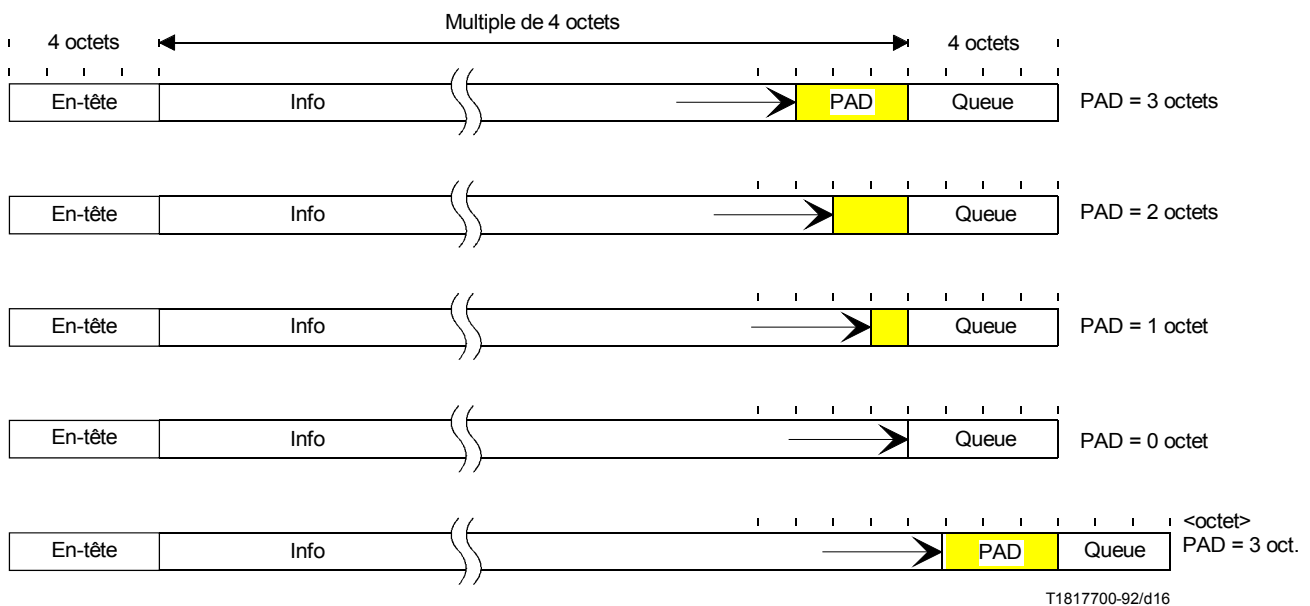 Multiple de 4 octets
4 octets 4 octets
En-tête Info PAD Queue PAD = 3 octets
En-tête Info Queue PAD = 2 octets
En-tête Info Queue PAD = 1 octet
En-tête Info Queue PAD = 0 octet
<octet>
En-tête Info PAD Queue PAD = 3 oct.
T1817700-92/d16